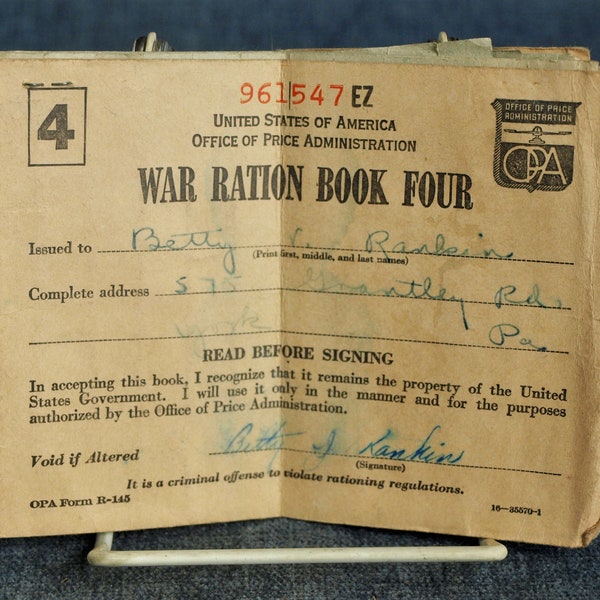 961547 EZ
4
UNITED STATES OF AMERICA
OFFICE OF PRICE ADMINISTRATION
OFFICE OF PRICE
ADMINISTRATION
OPA
WAR RATION BOOK FOUR
Issued to Betty Rankin
(Print first, middle, and last names)
Complete address Grantley Rd.
Pa.
READ BEFORE SIGNING
In accepting this book, I recognize that it remains the property of the United
States Government. I will use it only in the manner and for the purposes
authorized by the Office of Price Administration.
Void if Altered Betty Rankin
(Signature)
It is a criminal offense to violate rationing regulations.
OPA Form R-145
16—35570-1